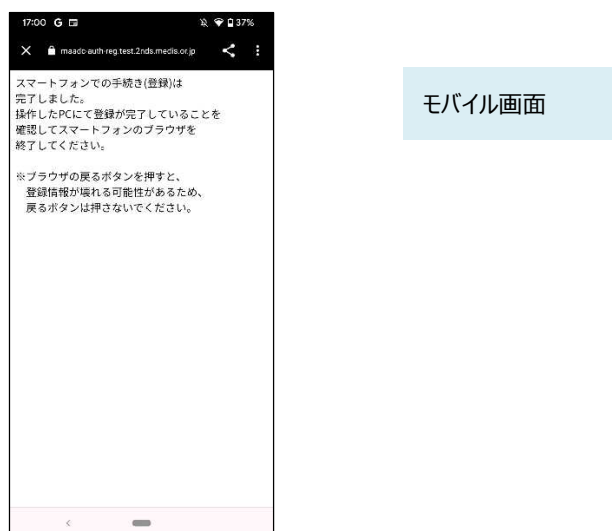 17:00 G 37%
maadc-auth-reg.test.2nds.medis.or.jp
スマートフォンでの手続き(登録)は
完了しました。
操作したPCにて登録が完了していることを
確認してスマートフォンのブラウザを
終了してください。
※ブラウザの戻るボタンを押すと、
登録情報が壊れる可能性があるため、
戻るボタンは押さないでください。
モバイル画面